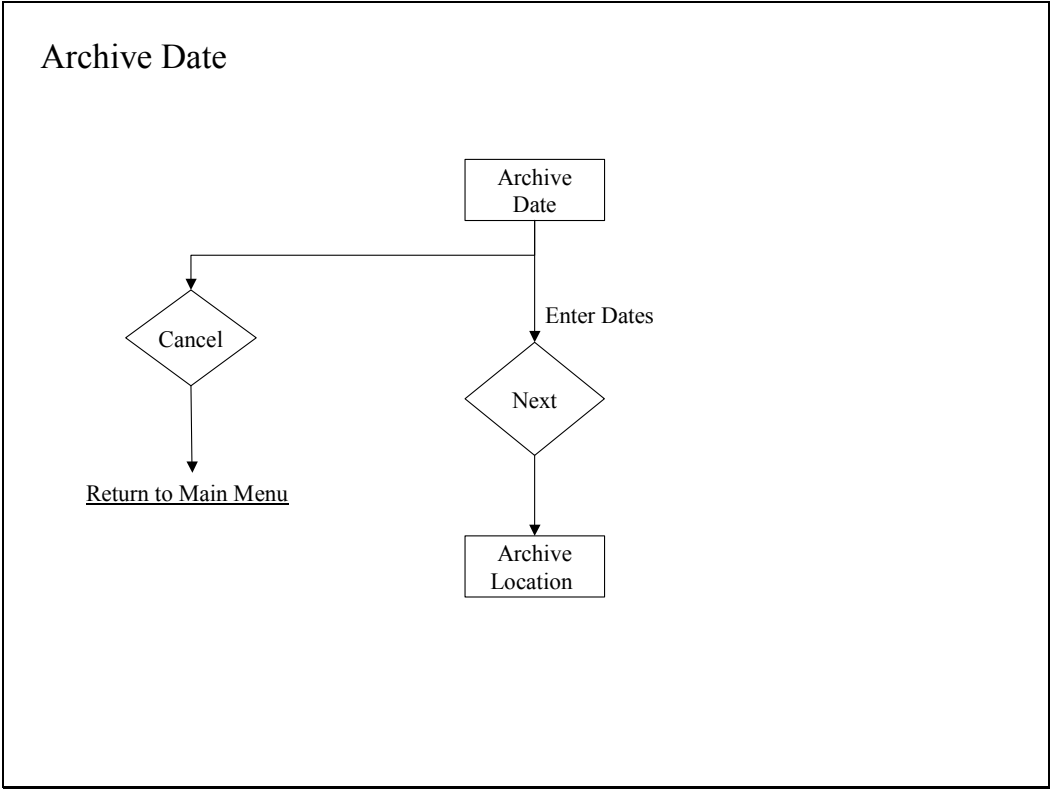 Archive Date
Archive
Date
Enter Dates
Cancel
Next
Return to Main Menu
Archive
Location